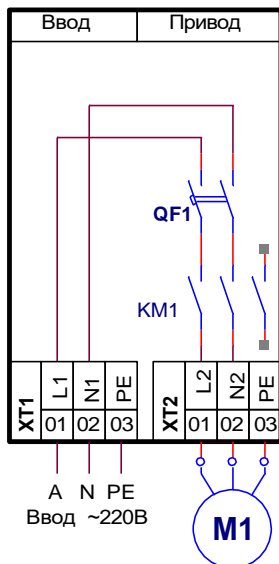 Ввод Привод
QF1
KM1
XT1 L1 N1 PE XT2 L2 N2 PE
01 02 03 01 02 03
A N PE
Ввод ~220В
M1